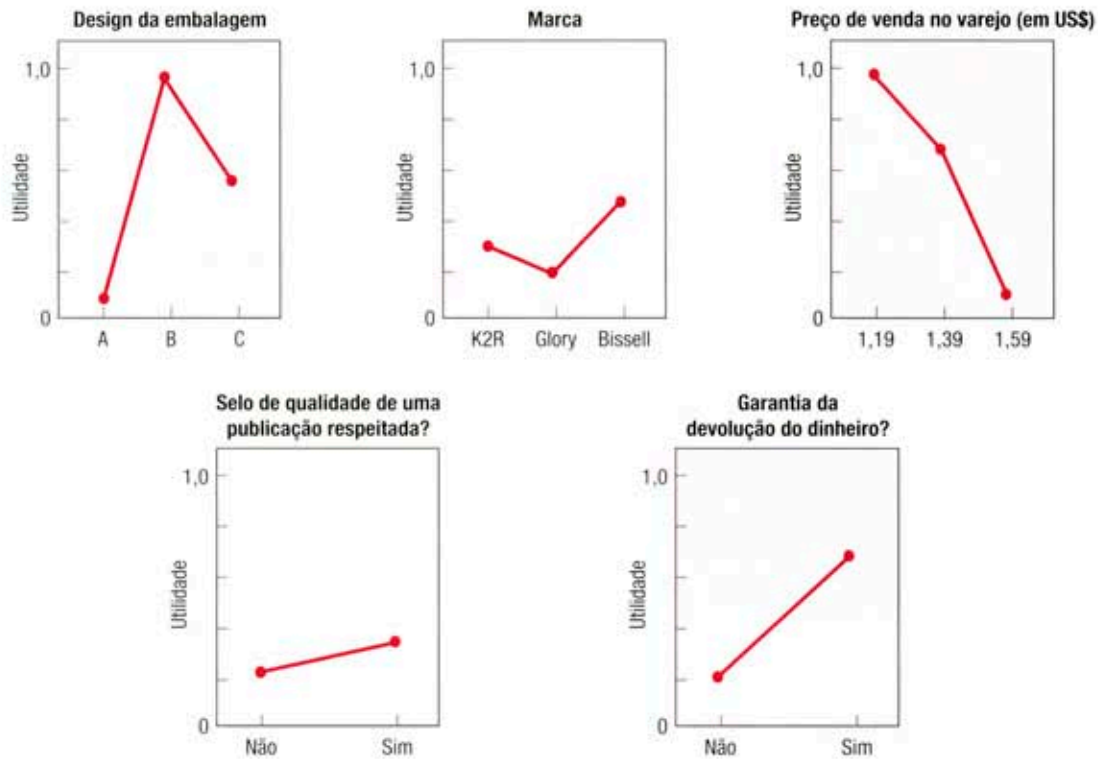 Design da embalagem
1,0
Utilidade
0
A B C
Marca
1,0
Utilidade
0
K2R Glory Bissell
Preço de venda no varejo (em US$)
1,0
Utilidade
0
1,19 1,39 1,59
Selo de qualidade de uma
publicação respeitada?
1,0
Utilidade
0
Não Sim
Garantia da
devolução do dinheiro?
1,0
Utilidade
0
Não Sim